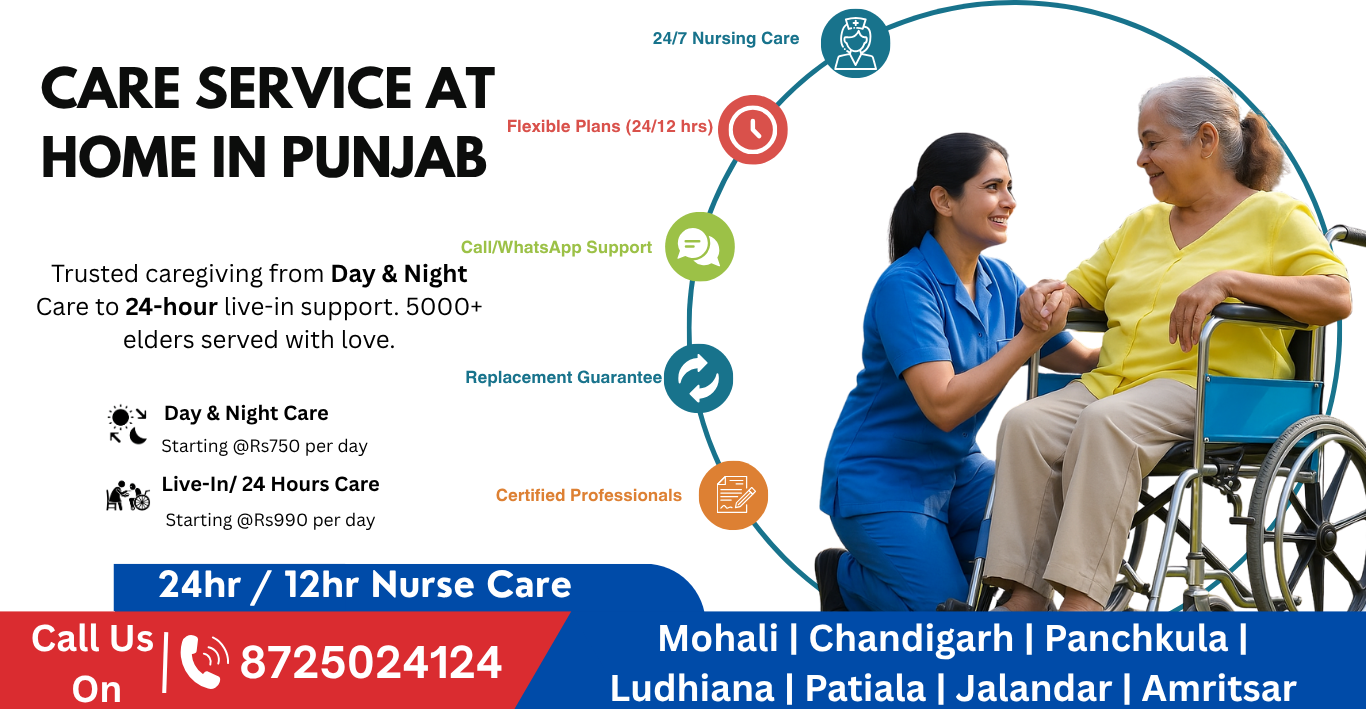 CARE SERVICE AT
HOME IN PUNJAB
Trusted caregiving from Day & Night
Care to 24-hour live-in support. 5000+
elders served with love.
Day & Night Care
Starting @Rs750 per day
Live-In/ 24 Hours Care
Starting @Rs990 per day
24/7 Nursing Care
Flexible Plans (24/12 hrs)
Call/WhatsApp Support
Replacement Guarantee
Certified Professionals
24hr / 12hr Nurse Care
Call Us
On
8725024124
Mohali | Chandigarh | Panchkula |
Ludhiana | Patiala | Jalandar | Amritsar